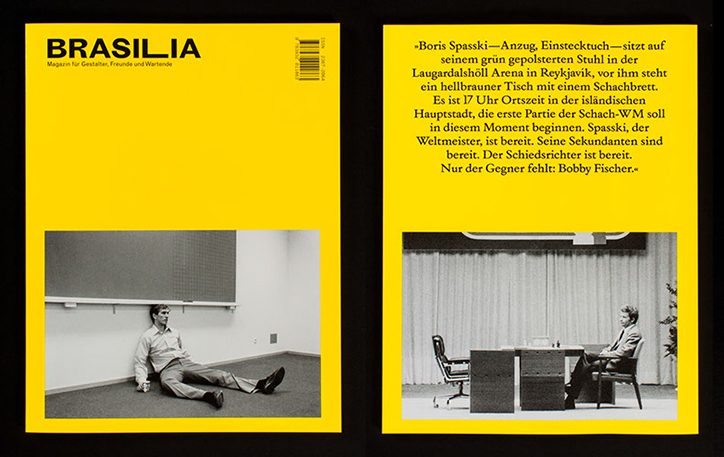 BRASILIA
Magazin für Gestalter, Freunde und Wartende
»Boris Spasski—Anzug, Einstecktuch—sitzt auf
seinem grün gepolsterten Stuhl in der
Laugardalshöll Arena in Reykjavik, vor ihm steht
ein hellbrauner Tisch mit einem Schachbrett.
Es ist 17 Uhr Ortszeit in der isländischen
Hauptstadt, die erste Partie der Schach-WM soll
in diesem Moment beginnen. Spasski, der
Weltmeister, ist bereit. Seine Sekundanten sind
bereit. Der Schiedsrichter ist bereit.
Nur der Gegner fehlt: Bobby Fischer.«